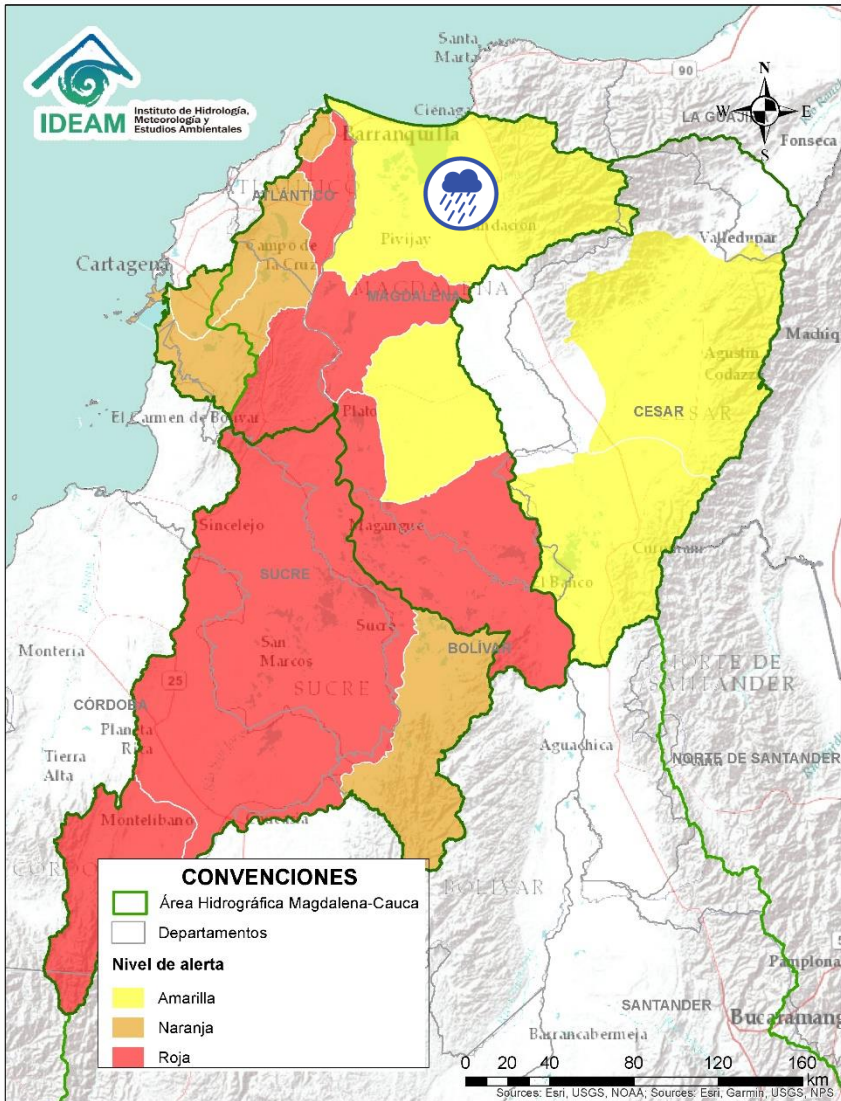 IDEAM
Instituto de Hidrología,
Meteorología y
Estudios Ambientales
Santa
Marta
90
N
W
E
S
Ciénaga
LA GUAJI
Fonseca
Barranquilla
ATLÁNTICO
Valledupar
Pivijay
Campo de
la Cruz
Cartagena
MAGDALENA
Machiq
Agustín
Codazzi
CESAR
El Carmen de Bolívar
Plato
Sincelejo
Magangue
SUCRE
El Banco
Sucre
BOLÍVAR
Montería
San
Marcos
SUCRE
NORTE DE
SANTANDER
25
CÓRDOBA
Planeta
Rica
Tierra
Alta
Aguachica
NORTE DE SANTANDER
Montelíbano
BOLÍVAR
CONVENCIONES
Área Hidrográfica Magdalena-Cauca
Departamentos
Nivel de alerta
Amarilla
Naranja
Roja
Pamplona
SANTANDER
Bucaramang
Barrancabermeja
0 20 40 80 120 160
km
Sources: Esri, USGS, NOAA; Sources: Esri, Garmin, USGS, NPS